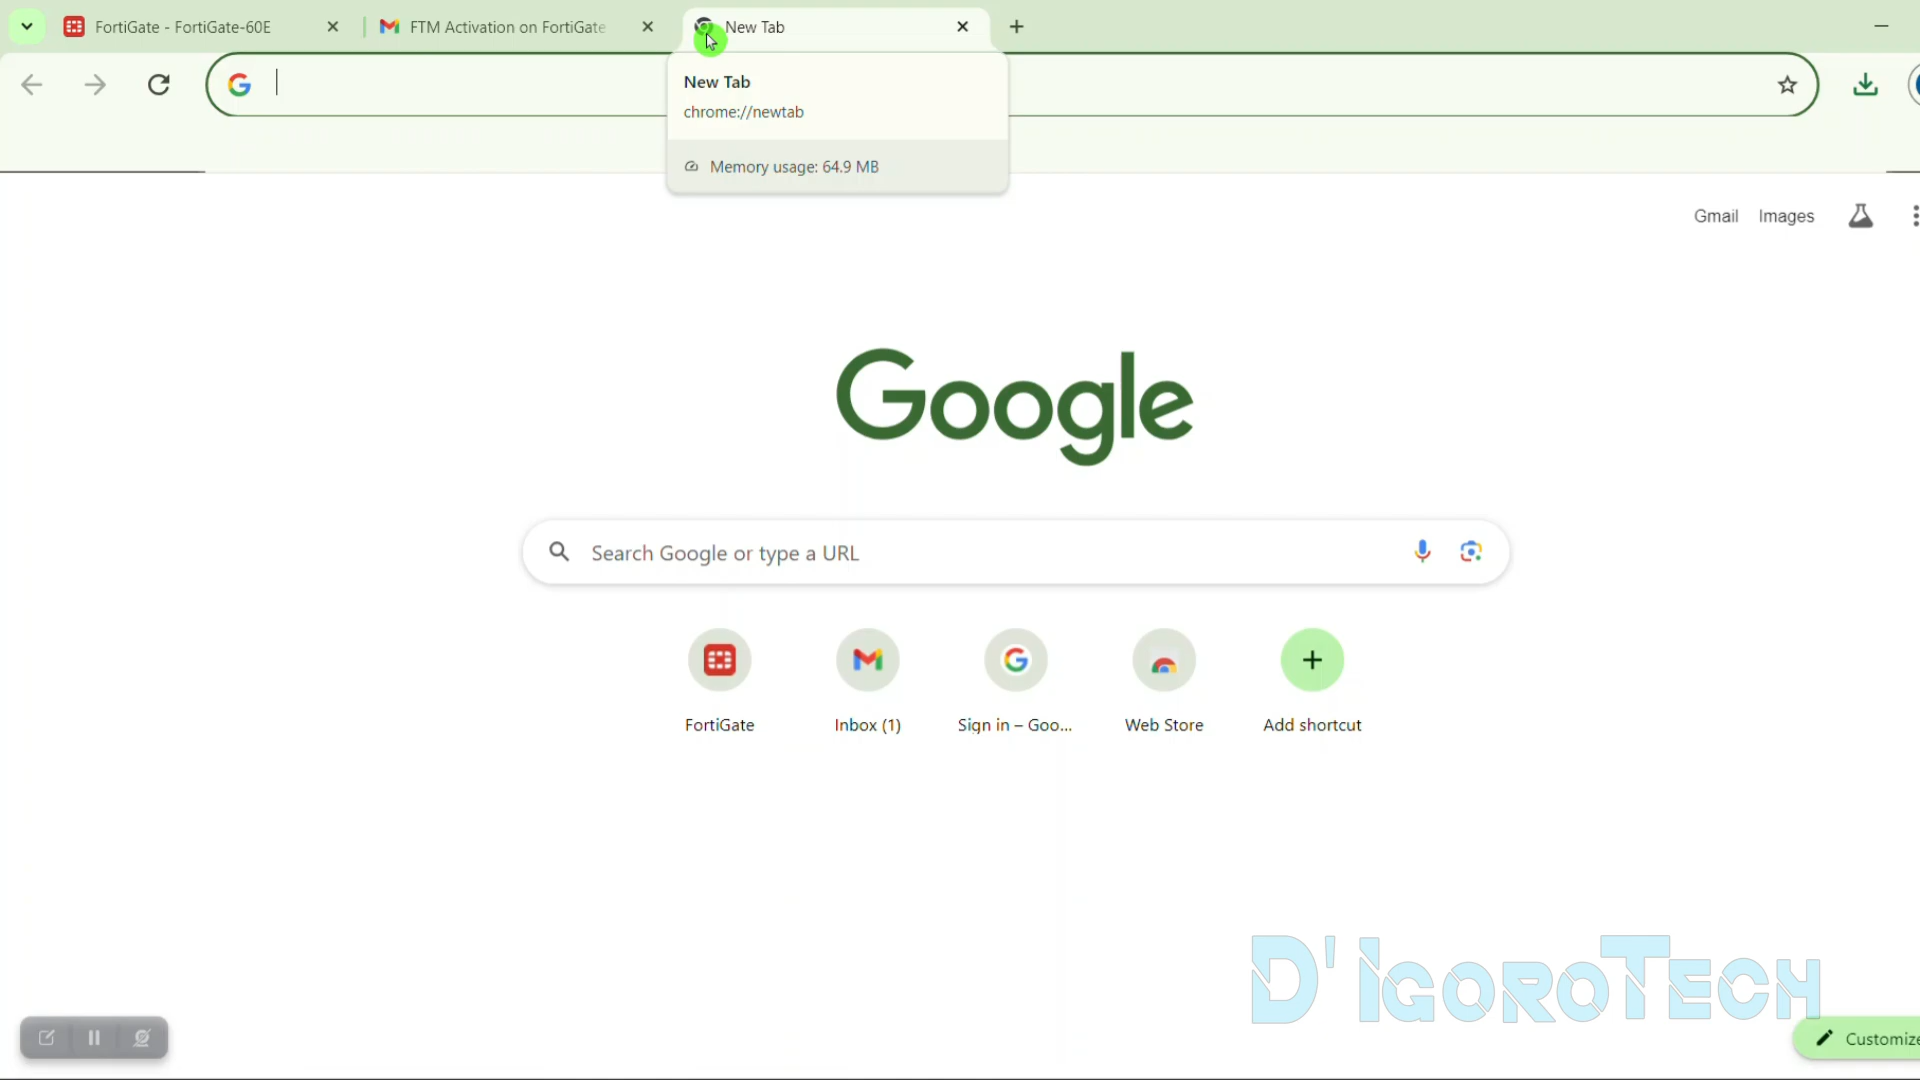 FortiGate - FortiGate-60E
FTM Activation on FortiGate
New Tab
New Tab
chrome://newtab
Memory usage: 64.9 MB
Gmail Images
Google
Search Google or type a URL
FortiGate
Inbox (1)
Sign in – Goo...
Web Store
Add shortcut
D'IGOROTECH
Customize